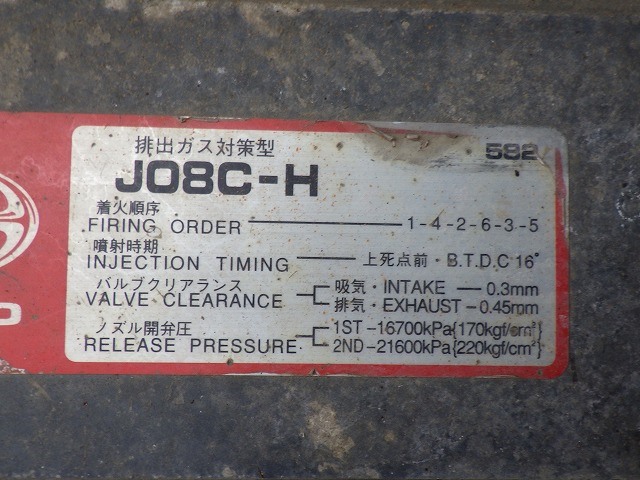 排出ガス対策型
582
J08C-H
着火順序
FIRING ORDER 1-4-2-6-3-5
噴射時期
INJECTION TIMING 上死点前・B.T.D.C 16°
バルブクリアランス 吸気・INTAKE 0.3mm
VALVE CLEARANCE 排気・EXHAUST-0.45mm
ノズル開弁圧 1ST-16700kPa{170kgf/cm²}
RELEASE PRESSURE 2ND-21600kPa{220kgf/cm²}